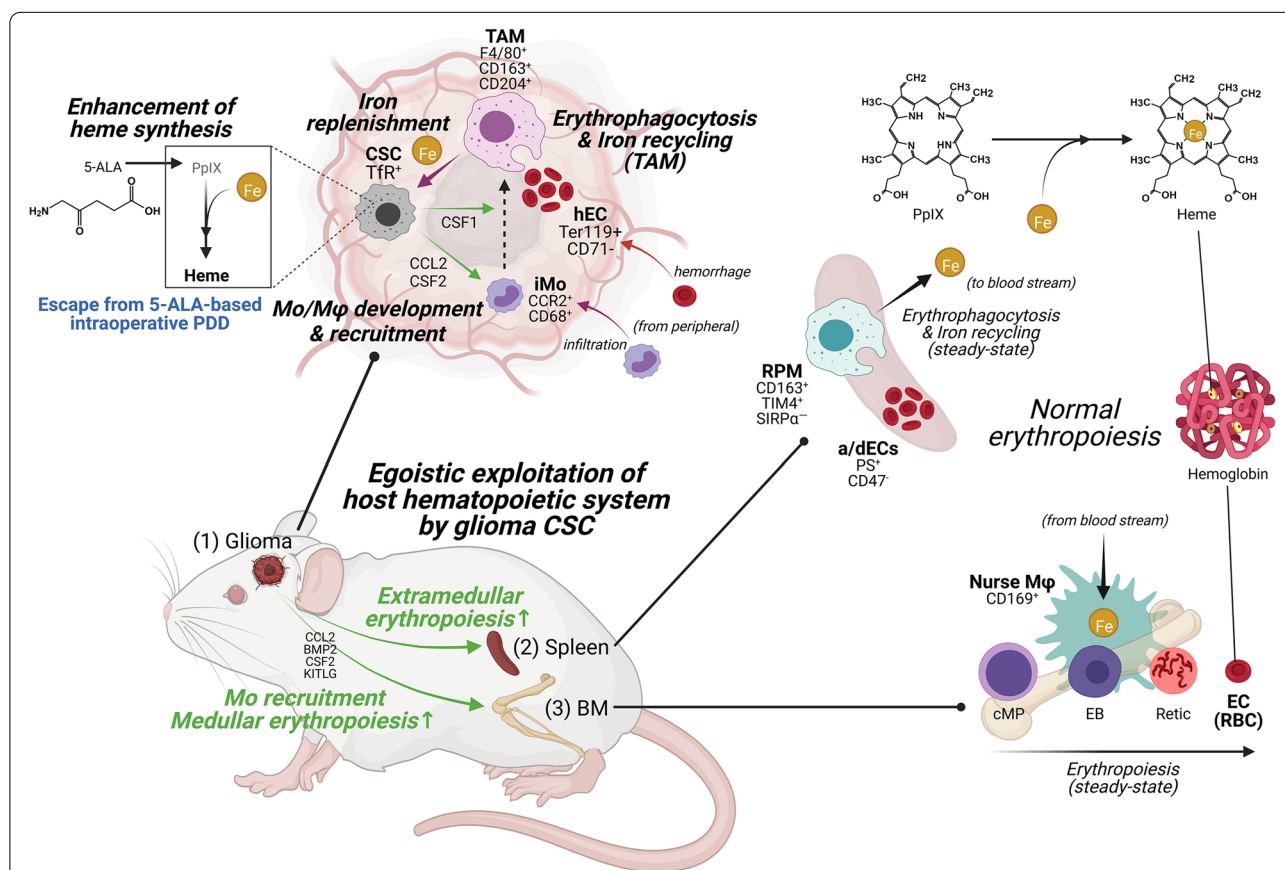 TAM
F4/80⁺
CD163⁺
CD204⁺
Enhancement of
heme synthesis
5-ALA
PpIX
Fe
H₂N
O
OH
O
Heme
Escape from 5-ALA-based
intraoperative PDD
Iron
replenishment
Fe
CSC
TfR⁺
Erythrophagocytosis
& Iron recycling
(TAM)
CSF1
hEC
Ter119+
CD71-
CCL2
CSF2
iMo
CCR2⁺
CD68⁺
hemorrhage
(from peripheral)
infiltration
Mo/Mφ development
& recruitment
CH2
H3C
CH3
CH2
NH
N
N
HN
H3C
CH3
O
OH
O
OH
PpIX
Fe
CH2
H3C
CH3
CH2
N
N
Fe
N
N
H3C
CH3
O
OH
O
OH
Heme
Fe
(to blood stream)
Erythrophagocytosis
& Iron recycling
(steady-state)
RPM
CD163⁺
TIM4⁺
SIRPα⁻
a/dECs
PS⁺
CD47⁻
Normal
erythropoiesis
Hemoglobin
Egoistic exploitation of
host hematopoietic system
by glioma CSC
(1) Glioma
Extramedullar
erythropoiesis↑
CCL2
BMP2
CSF2
KITLG
(2) Spleen
Mo recruitment
Medullar erythropoiesis↑
(3) BM
(from blood stream)
Nurse Mφ
CD169⁺
Fe
cMP
EB
Retic
EC
(RBC)
Erythropoiesis
(steady-state)